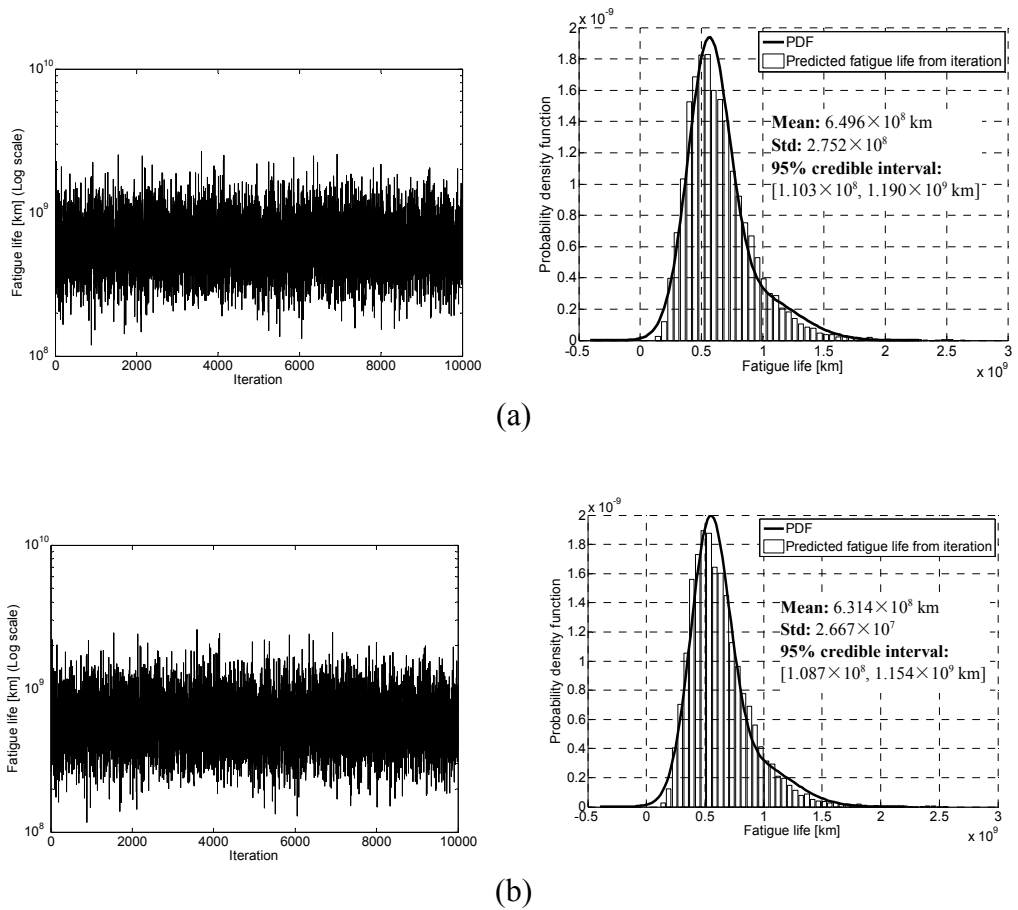 10^10
10^9
10^8
0
2000
4000
6000
8000
10000
Fatigue life [km] (Log scale)
Iteration
x 10^-9
2
1.8
1.6
1.4
1.2
1
0.8
0.6
0.4
0.2
0
-0.5
0
0.5
1
1.5
2
2.5
3
x 10^9
Probability density function
Fatigue life [km]
PDF
Predicted fatigue life from iteration
Mean: 6.496×10^8 km
Std: 2.752×10^8
95% credible interval:
[1.103×10^8, 1.190×10^9 km]
(a)
10^10
10^9
10^8
0
2000
4000
6000
8000
10000
Fatigue life [km] (Log scale)
Iteration
x 10^-9
2
1.8
1.6
1.4
1.2
1
0.8
0.6
0.4
0.2
0
-0.5
0
0.5
1
1.5
2
2.5
3
x 10^9
Probability density function
Fatigue life [km]
PDF
Predicted fatigue life from iteration
Mean: 6.314×10^8 km
Std: 2.667×10^7
95% credible interval:
[1.087×10^8, 1.154×10^9 km]
(b)